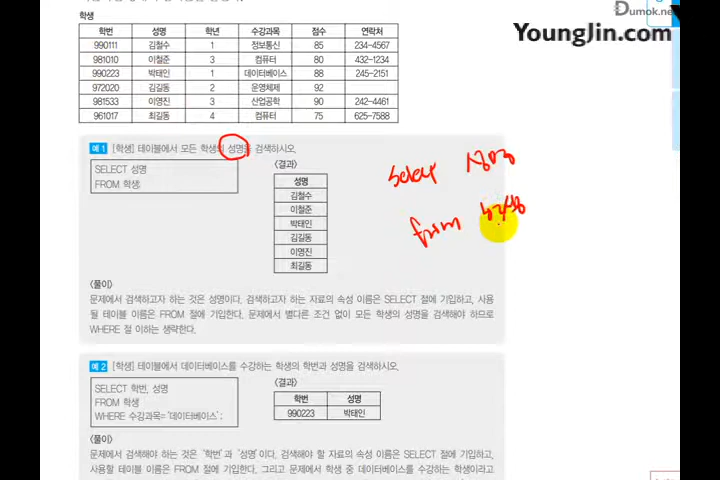 Dumok.ne
YoungJin.com
학생
학번 성명 학년 수강과목 점수 연락처
990111 김철수 1 정보통신 85 234-4567
981010 이철준 3 컴퓨터 80 432-1234
990223 박태인 1 데이터베이스 88 245-2151
972020 김길동 2 운영체제 92
981533 이영진 3 산업공학 90 242-4461
961017 최길동 4 컴퓨터 75 625-7588
예 1 [학생] 테이블에서 모든 학생의 성명을 검색하시오.
SELECT 성명
FROM 학생
〈결과〉
성명
김철수
이철준
박태인
김길동
이영진
최길동
select 성명
from 학생
〈풀이〉
문제에서 검색하고자 하는 것은 성명이다. 검색하고자 하는 자료의 속성 이름은 SELECT 절에 기입하고, 사용
될 테이블 이름은 FROM 절에 기입한다. 문제에서 별다른 조건 없이 모든 학생의 성명을 검색해야 하므로
WHERE 절 이하는 생략한다.
예 2 [학생] 테이블에서 데이터베이스를 수강하는 학생의 학번과 성명을 검색하시오.
SELECT 학번, 성명
FROM 학생
WHERE 수강과목= '데이터베이스';
〈결과〉
학번 성명
990223 박태인
〈풀이〉
문제에서 검색해야 하는 것은 '학번'과 '성명'이다. 검색해야 할 자료의 이름은 SELECT 절에 기입하고,
사용할 테이블 이름은 FROM 절에 기입한다. 그리고 문제에서 학생 중 데이터베이스를 수강하는 학생이라고